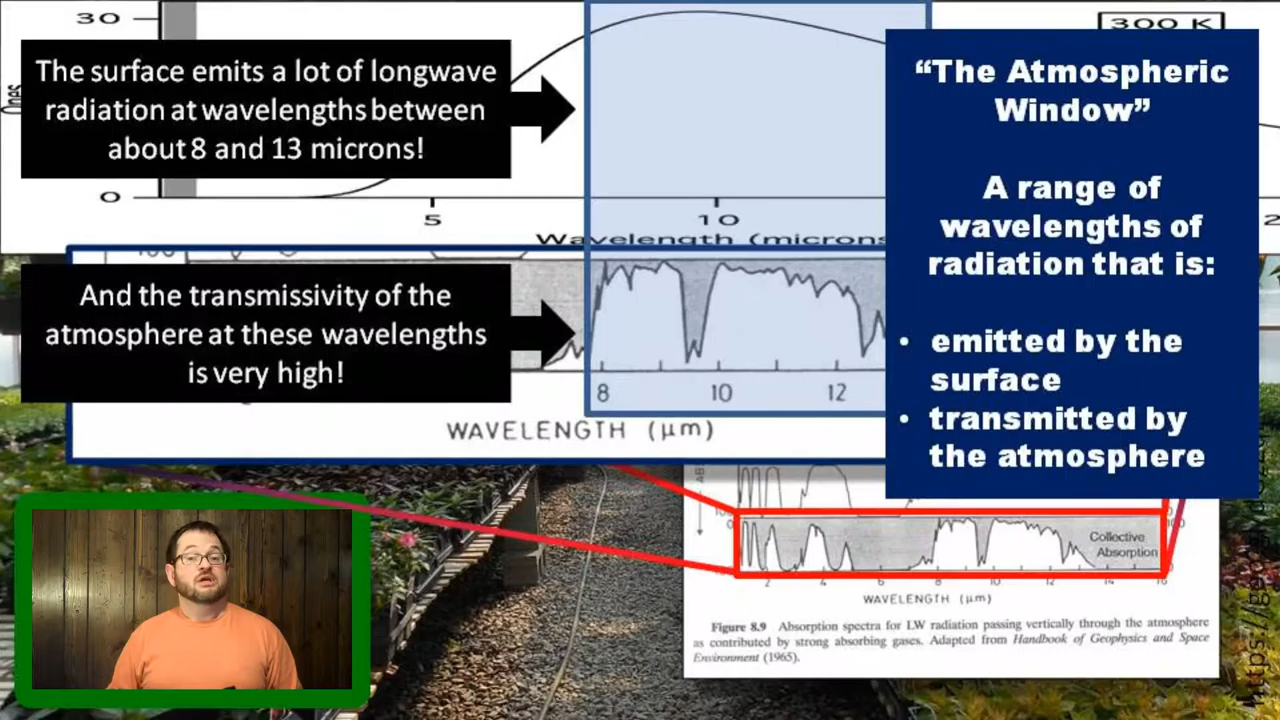 30
300 K
The surface emits a lot of longwave
radiation at wavelengths between
about 8 and 13 microns!
0
5
10
2
Wavelength (microns
100
And the transmissivity of the
atmosphere at these wavelengths
is very high!
8
10
12
WAVELENGTH (μm)
“The Atmospheric
Window”
A range of
wavelengths of
radiation that is:
• emitted by the
surface
• transmitted by
the atmosphere
Collective
Absorption
2
4
6
8
10
12
14
16
WAVELENGTH (μm)
Figure 8.9 Absorption spectra for LW radiation passing vertically through the atmosphere
as contributed by strong absorbing gases. Adapted from Handbook of Geophysics and Space
Environment (1965).